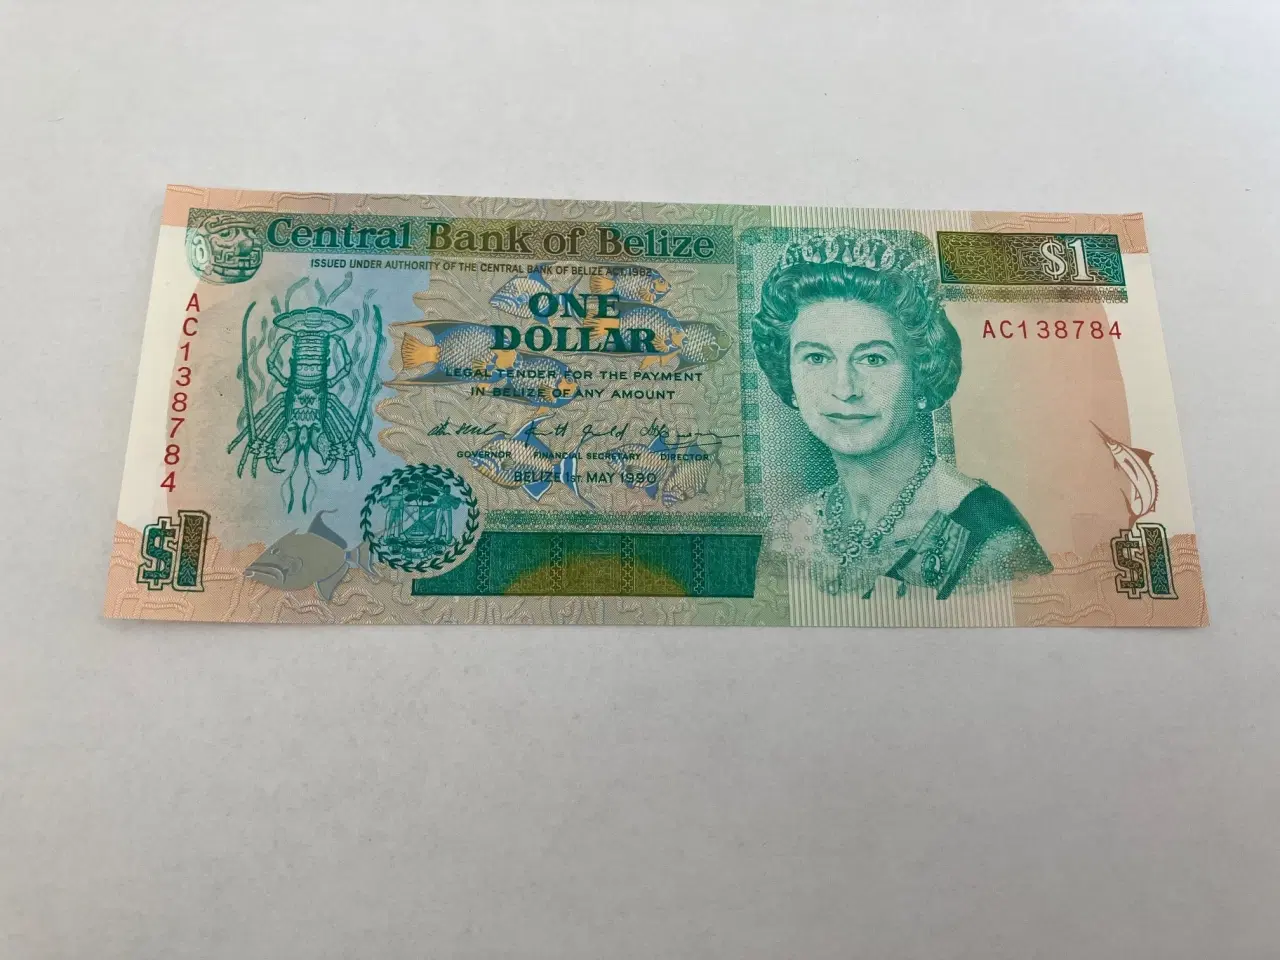 Central Bank of Belize
ISSUED UNDER AUTHORITY OF THE CENTRAL BANK OF BELIZE ACT 1982
$1
ONE
DOLLAR
AC138784
AC138784
LEGAL TENDER FOR THE PAYMENT
IN BELIZE OF ANY AMOUNT
GOVERNOR FINANCIAL SECRETARY DIRECTOR
BELIZE 1ST. MAY 1990
$1
$1